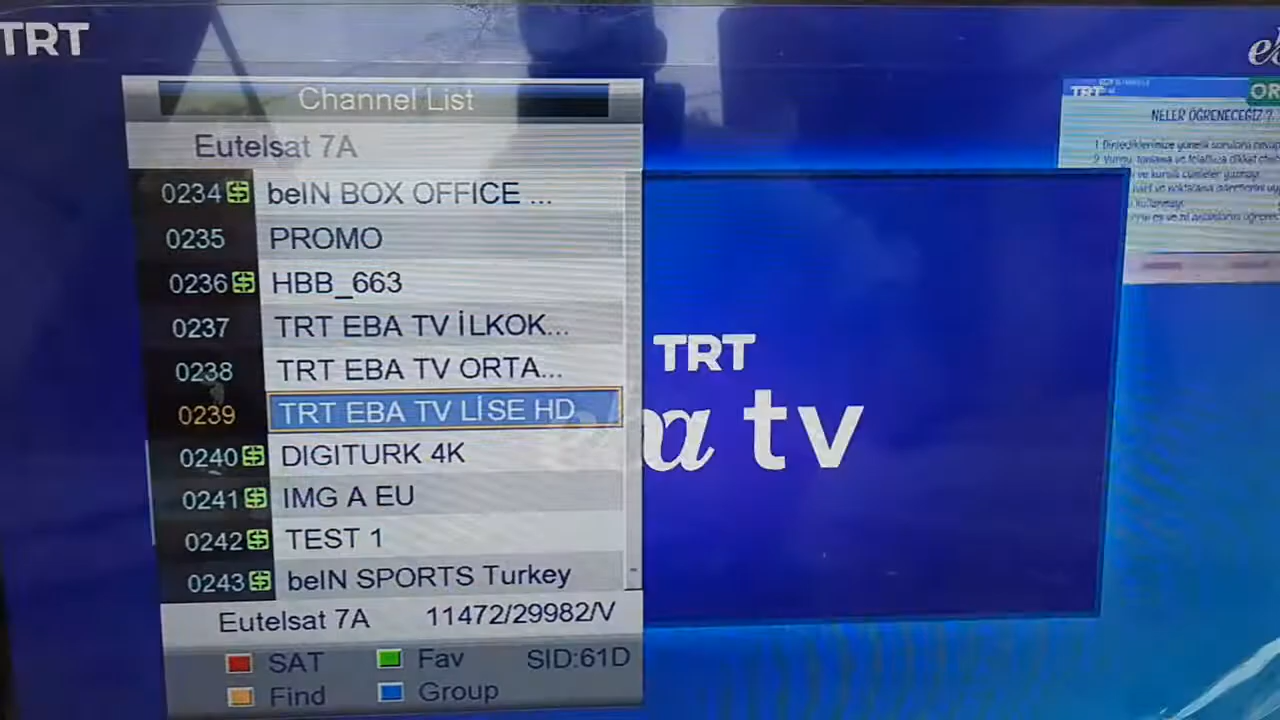 TRT
Channel List
Eutelsat 7A
0234 $ beIN BOX OFFICE ...
0235 PROMO
0236 $ HBB_663
0237 TRT EBA TV İLKOK...
0238 TRT EBA TV ORTA...
0239 TRT EBA TV LİSE HD
0240 $ DIGITURK 4K
0241 $ IMG A EU
0242 $ TEST 1
0243 $ beIN SPORTS Turkey
Eutelsat 7A 11472/29982/V
SAT Fav SID:61D
Find Group
TRT
tv
TRT
NELER ÖĞRENECEĞİZ ?